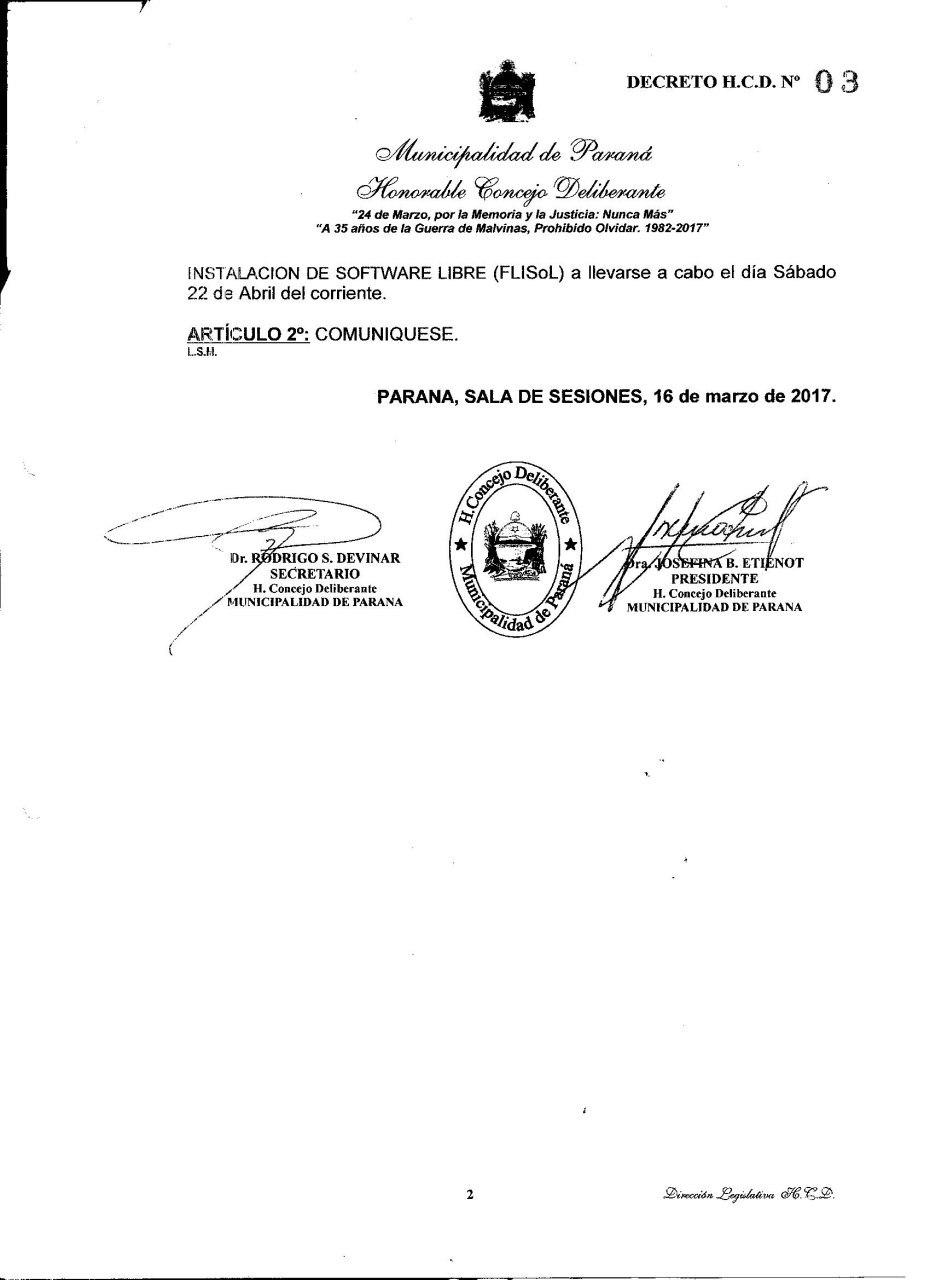 DECRETO H.C.D. Nº 03
Municipalidad de Paraná
Honorable Concejo Deliberante
"24 de Marzo, por la Memoria y la Justicia: Nunca Más"
"A 35 años de la Guerra de Malvinas, Prohibido Olvidar. 1982-2017"
INSTALACION DE SOFTWARE LIBRE (FLISoL) a llevarse a cabo el día Sábado
22 de Abril del corriente.
ARTÍCULO 2º: COMUNIQUESE.
L.S.H.
PARANA, SALA DE SESIONES, 16 de marzo de 2017.
H. Concejo Deliberante
Municipalidad de Paraná
Dr. RODRIGO S. DEVINAR
SECRETARIO
H. Concejo Deliberante
MUNICIPALIDAD DE PARANA
Dra. JOSEFINA B. ETIENOT
PRESIDENTE
H. Concejo Deliberante
MUNICIPALIDAD DE PARANA
2
Dirección Legislativa H.C.D.